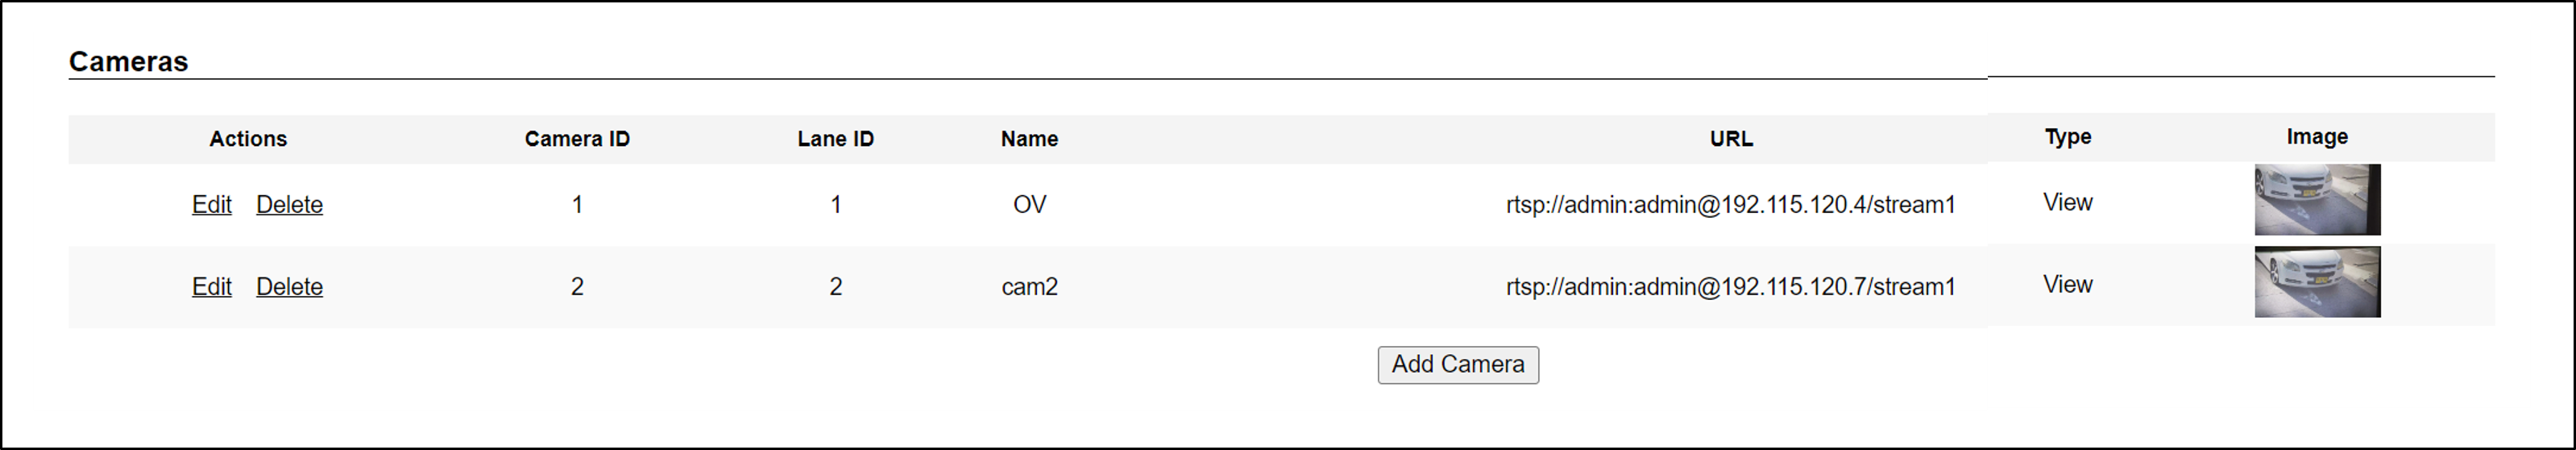 Cameras
Actions Camera ID Lane ID Name URL Type Image
Edit Delete 1 1 OV rtsp://admin:admin@192.115.120.4/stream1 View
Edit Delete 2 2 cam2 rtsp://admin:admin@192.115.120.7/stream1 View
Add Camera